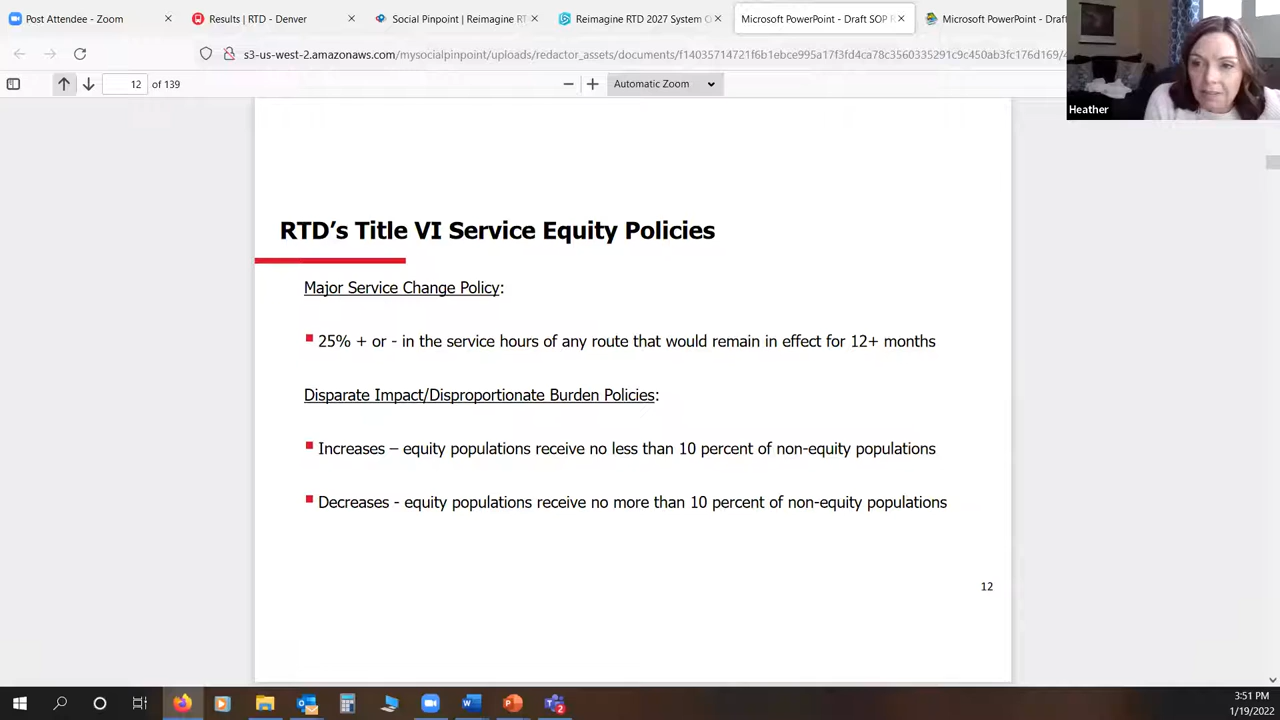 Post Attendee - Zoom
Results | RTD - Denver
Social Pinpoint | Reimagine RT
Reimagine RTD 2027 System O
Microsoft PowerPoint - Draft SOP R
Microsoft PowerPoint - Draft
s3-us-west-2.amazonaws.com/mysocialpinpoint/uploads/redactor_assets/documents/f14035714721f6b1ebce995a17f3fd4ca78c3560335291c9c450ab3fc176d169/
12 of 139
Automatic Zoom
Heather
RTD's Title VI Service Equity Policies
Major Service Change Policy:
25% + or - in the service hours of any route that would remain in effect for 12+ months
Disparate Impact/Disproportionate Burden Policies:
Increases – equity populations receive no less than 10 percent of non-equity populations
Decreases - equity populations receive no more than 10 percent of non-equity populations
12
3:51 PM
1/19/2022